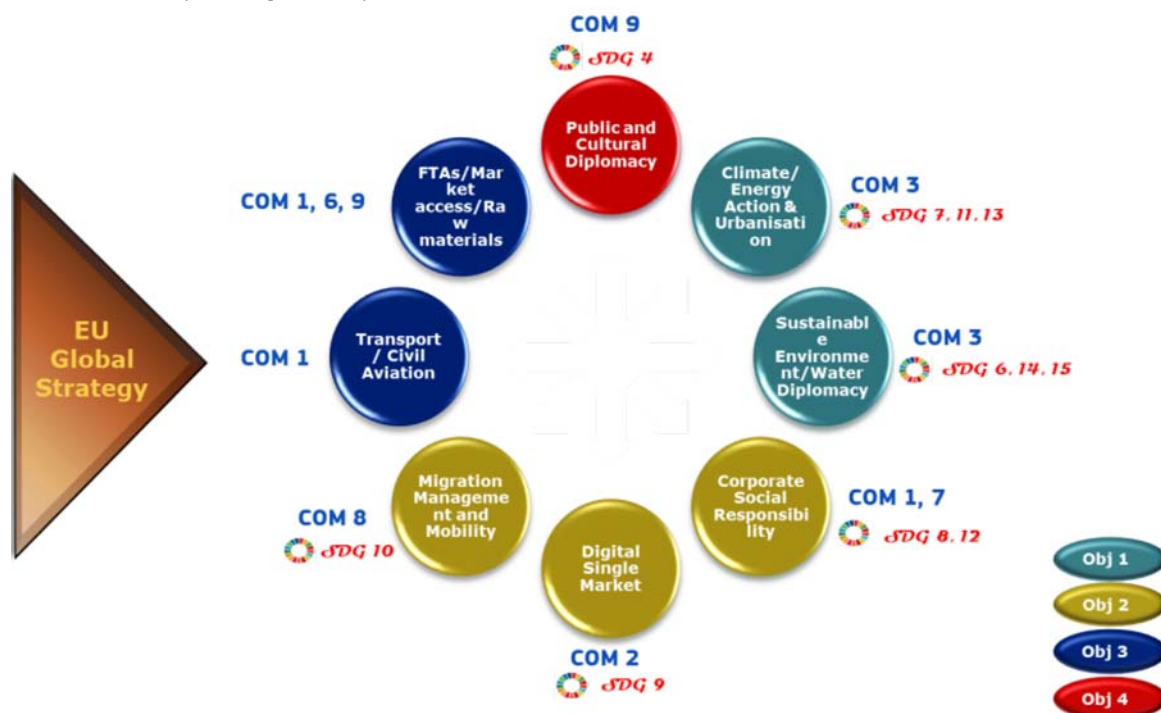 COM 9
SDG 4
Public and
Cultural
Diplomacy
FTAs/Mar
ket
access/Ra
w
materials
COM 1, 6, 9
Climate/
Energy
Action &
Urbanisati
on
COM 3
SDG 7, 11, 13
EU
Global
Strategy
Transport
/ Civil
Aviation
COM 1
Sustainabl
e
Environme
nt/Water
Diplomacy
COM 3
SDG 6, 14, 15
Migration
Manageme
nt and
Mobility
COM 8
SDG 10
Corporate
Social
Responsibi
lity
COM 1, 7
SDG 8, 12
Digital
Single
Market
COM 2
SDG 9
Obj 1
Obj 2
Obj 3
Obj 4